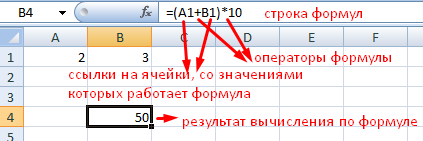 B4 fx =(A1+B1)*10 строка формул
A B C D E F
1 2 3 операторы формулы
2 ссылки на ячейки, со значениями
3 которых работает формула
4 50 результат вычисления по формуле
5